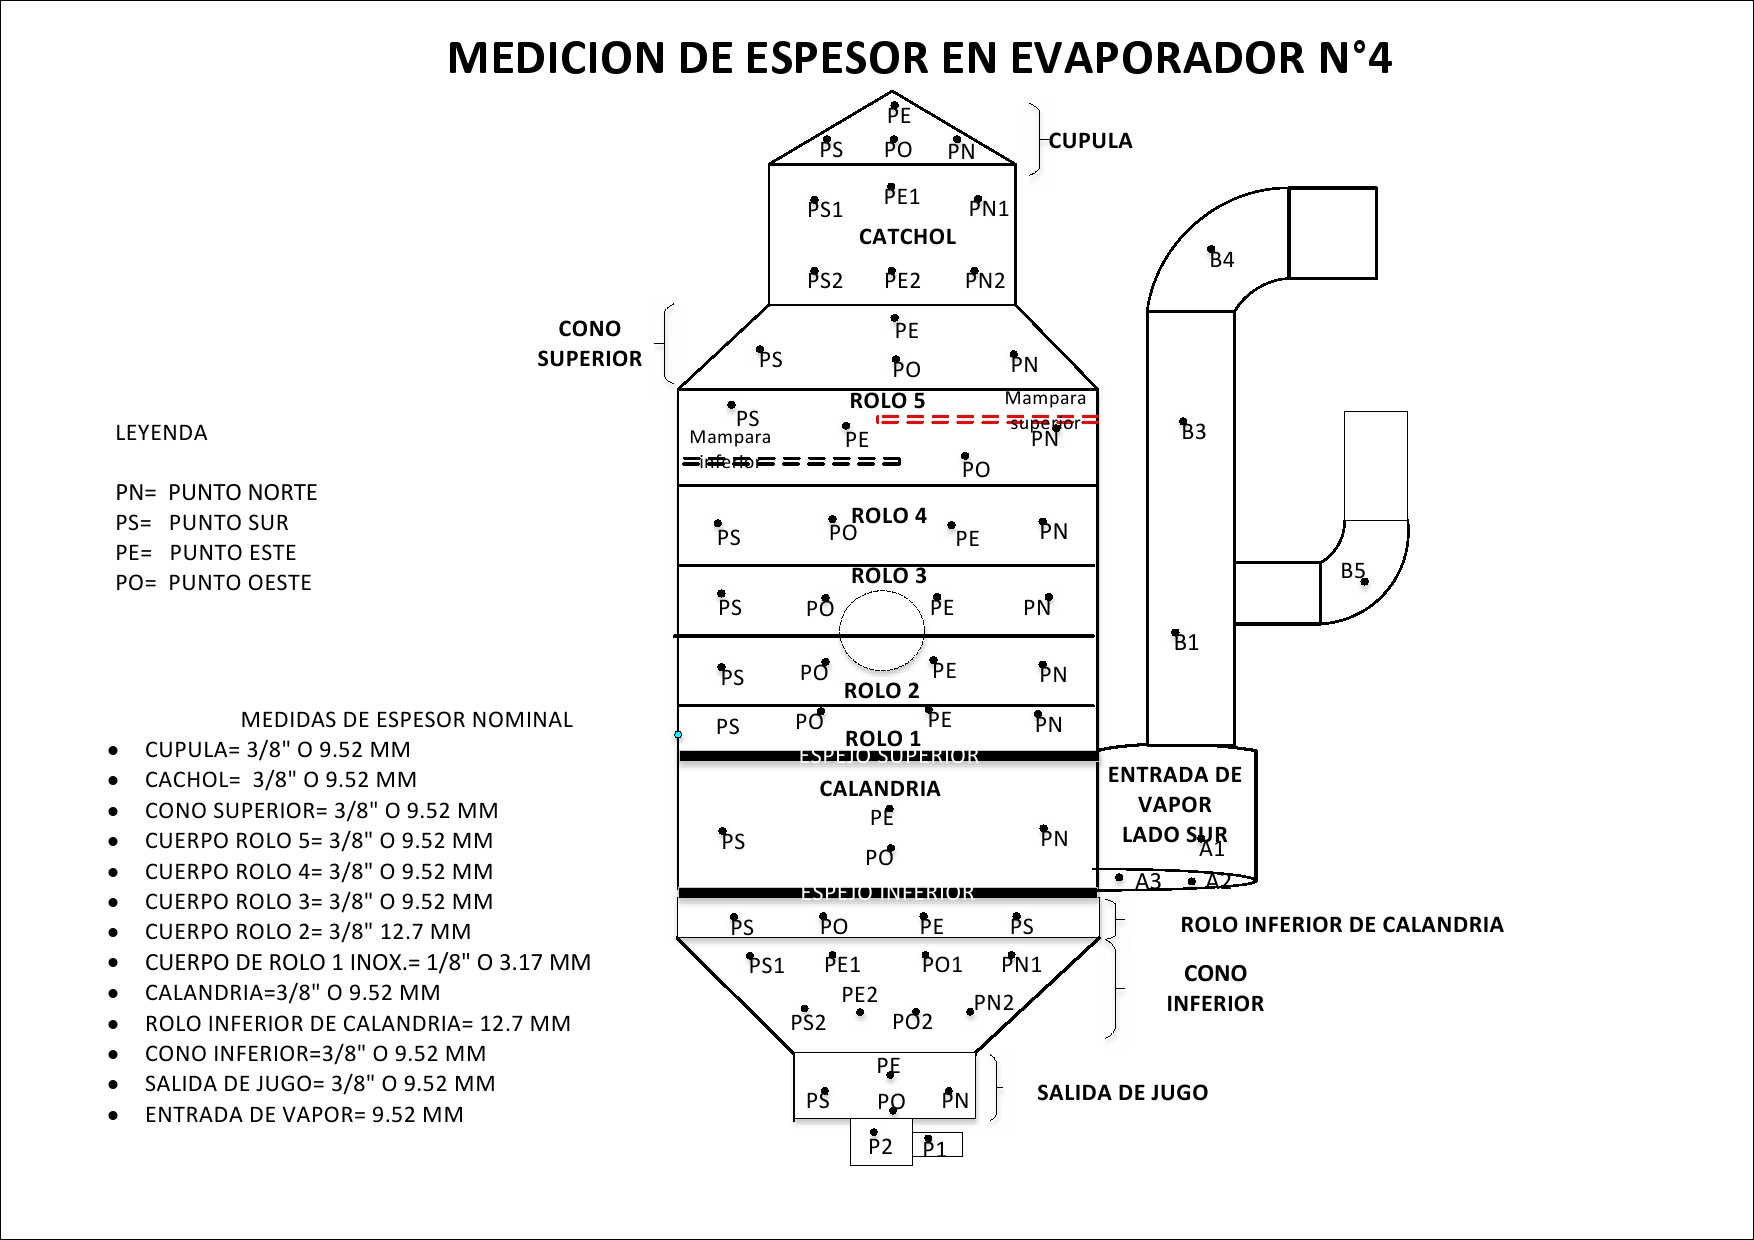 MEDICION DE ESPESOR EN EVAPORADOR N°4
PE
CUPULA
PS PO PN
PE1
PS1 PN1
CATCHOL
PS2 PE2 PN2
CONO
SUPERIOR
PE
PS PO PN
B4
ROLO 5
Mampara
superior
PS
Mampara
inferior
PE PN
PO
B3
LEYENDA
PN= PUNTO NORTE
PS= PUNTO SUR
PE= PUNTO ESTE
PO= PUNTO OESTE
ROLO 4
PS PO PE PN
ROLO 3
PS PO PE PN
B5
B1
PS PO PE PN
ROLO 2
PS PO PE PN
ROLO 1
ESPEJO SUPERIOR
CALANDRIA
PE
PS PN
PO
ENTRADA DE
VAPOR
LADO SUR
A1
A3 A2
ESPEJO INFERIOR
MEDIDAS DE ESPESOR NOMINAL
• CUPULA= 3/8" O 9.52 MM
• CACHOL= 3/8" O 9.52 MM
• CONO SUPERIOR= 3/8" O 9.52 MM
• CUERPO ROLO 5= 3/8" O 9.52 MM
• CUERPO ROLO 4= 3/8" O 9.52 MM
• CUERPO ROLO 3= 3/8" O 9.52 MM
• CUERPO ROLO 2= 3/8" 12.7 MM
• CUERPO DE ROLO 1 INOX.= 1/8" O 3.17 MM
• CALANDRIA=3/8" O 9.52 MM
• ROLO INFERIOR DE CALANDRIA= 12.7 MM
• CONO INFERIOR=3/8" O 9.52 MM
• SALIDA DE JUGO= 3/8" O 9.52 MM
• ENTRADA DE VAPOR= 9.52 MM
PS PO PE PS
ROLO INFERIOR DE CALANDRIA
PS1 PE1 PO1 PN1
CONO
INFERIOR
PE2 PN2
PS2 PO2
PE
PS PO PN
SALIDA DE JUGO
P2 P1